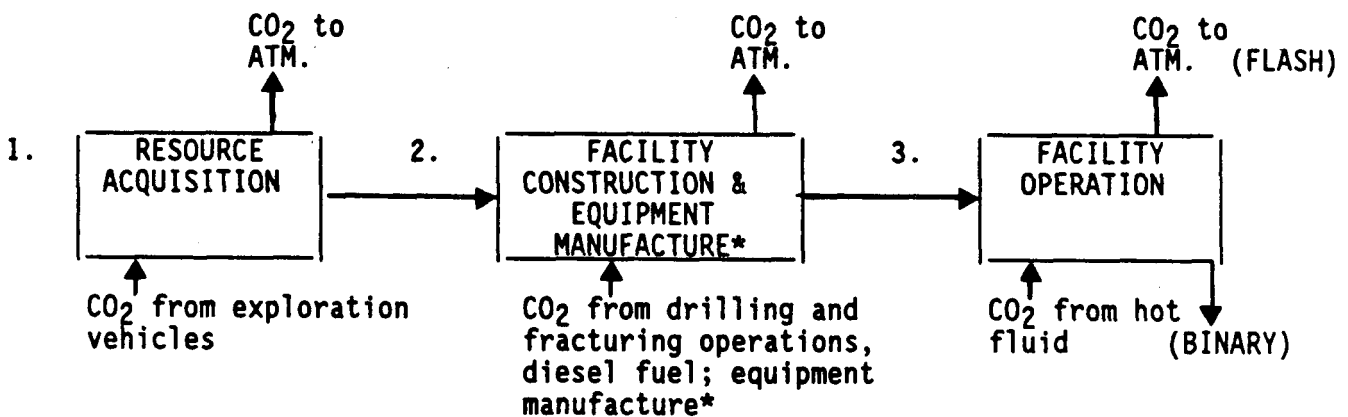 CO2 to
ATM.
CO2 to
ATM.
CO2 to
ATM. (FLASH)
1.
RESOURCE
ACQUISITION
2.
FACILITY
CONSTRUCTION &
EQUIPMENT
MANUFACTURE*
3.
FACILITY
OPERATION
CO2 from exploration
vehicles
CO2 from drilling and
fracturing operations,
diesel fuel; equipment
manufacture*
CO2 from hot
fluid (BINARY)